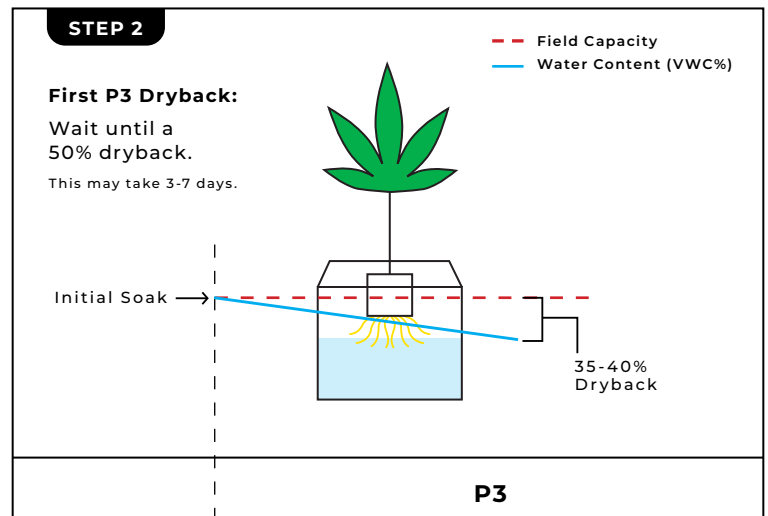 STEP 2
Field Capacity
Water Content (VWC%)
First P3 Dryback:
Wait until a
50% dryback.
This may take 3-7 days.
Initial Soak
35-40%
Dryback
P3